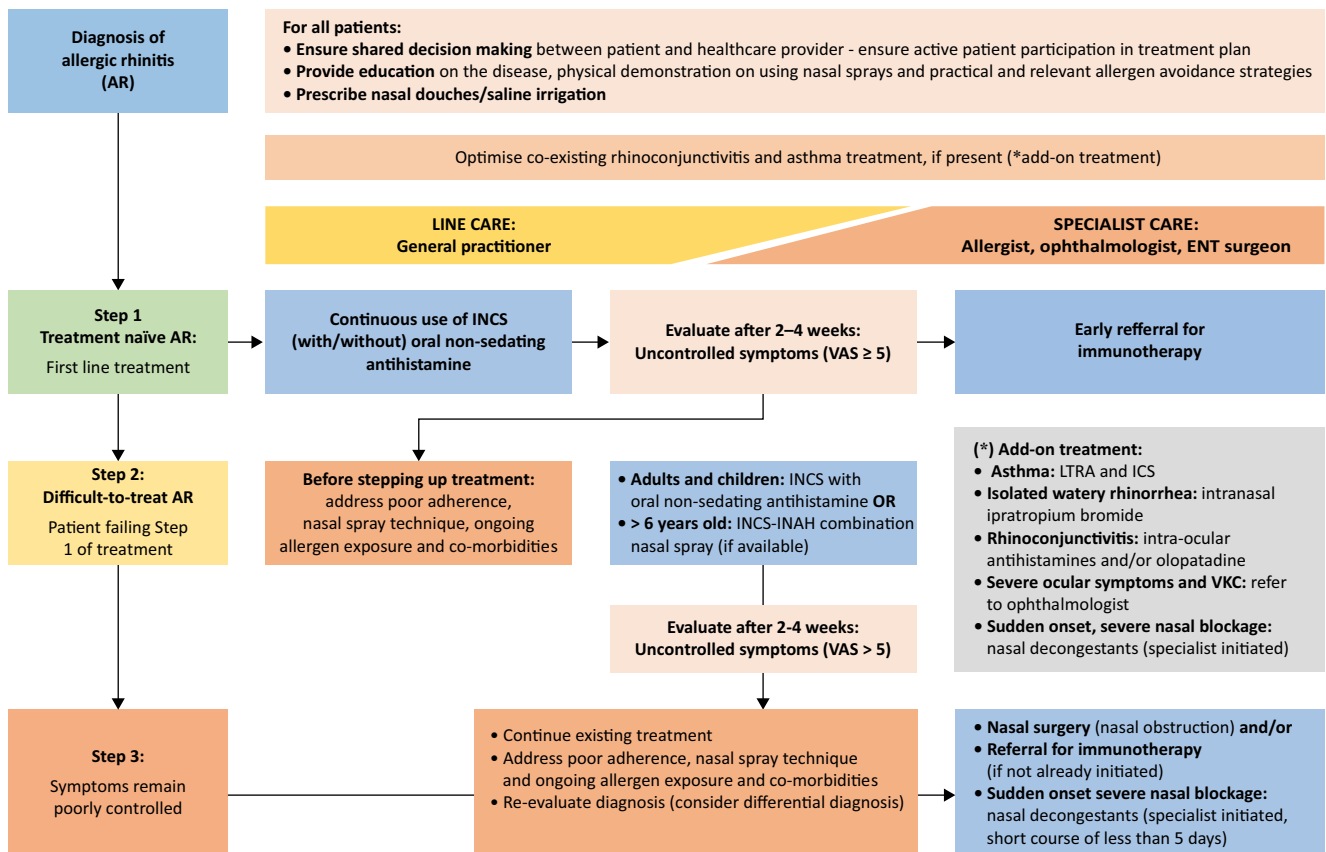 Diagnosis of
allergic rhinitis
(AR)
For all patients:
• Ensure shared decision making between patient and healthcare provider - ensure active patient participation in treatment plan
• Provide education on the disease, physical demonstration on using nasal sprays and practical and relevant allergen avoidance strategies
• Prescribe nasal douches/saline irrigation
Optimise co-existing rhinoconjunctivitis and asthma treatment, if present (*add-on treatment)
LINE CARE:
General practitioner
SPECIALIST CARE:
Allergist, ophthalmologist, ENT surgeon
Step 1
Treatment naïve AR:
First line treatment
Continuous use of INCS
(with/without) oral non-sedating
antihistamine
Evaluate after 2–4 weeks:
Uncontrolled symptoms (VAS ≥ 5)
Early refferral for
immunotherapy
Step 2:
Difficult-to-treat AR
Patient failing Step
1 of treatment
Before stepping up treatment:
address poor adherence,
nasal spray technique, ongoing
allergen exposure and co-morbidities
• Adults and children: INCS with
oral non-sedating antihistamine OR
• > 6 years old: INCS-INAH combination
nasal spray (if available)
(*) Add-on treatment:
• Asthma: LTRA and ICS
• Isolated watery rhinorrhea: intranasal
ipratropium bromide
• Rhinoconjunctivitis: intra-ocular
antihistamines and/or olopatadine
• Severe ocular symptoms and VKC: refer
to ophthalmologist
• Sudden onset, severe nasal blockage:
nasal decongestants (specialist initiated)
Evaluate after 2-4 weeks:
Uncontrolled symptoms (VAS > 5)
Step 3:
Symptoms remain
poorly controlled
• Continue existing treatment
• Address poor adherence, nasal spray technique
and ongoing allergen exposure and co-morbidities
• Re-evaluate diagnosis (consider differential diagnosis)
• Nasal surgery (nasal obstruction) and/or
• Referral for immunotherapy
(if not already initiated)
• Sudden onset severe nasal blockage:
nasal decongestants (specialist initiated,
short course of less than 5 days)